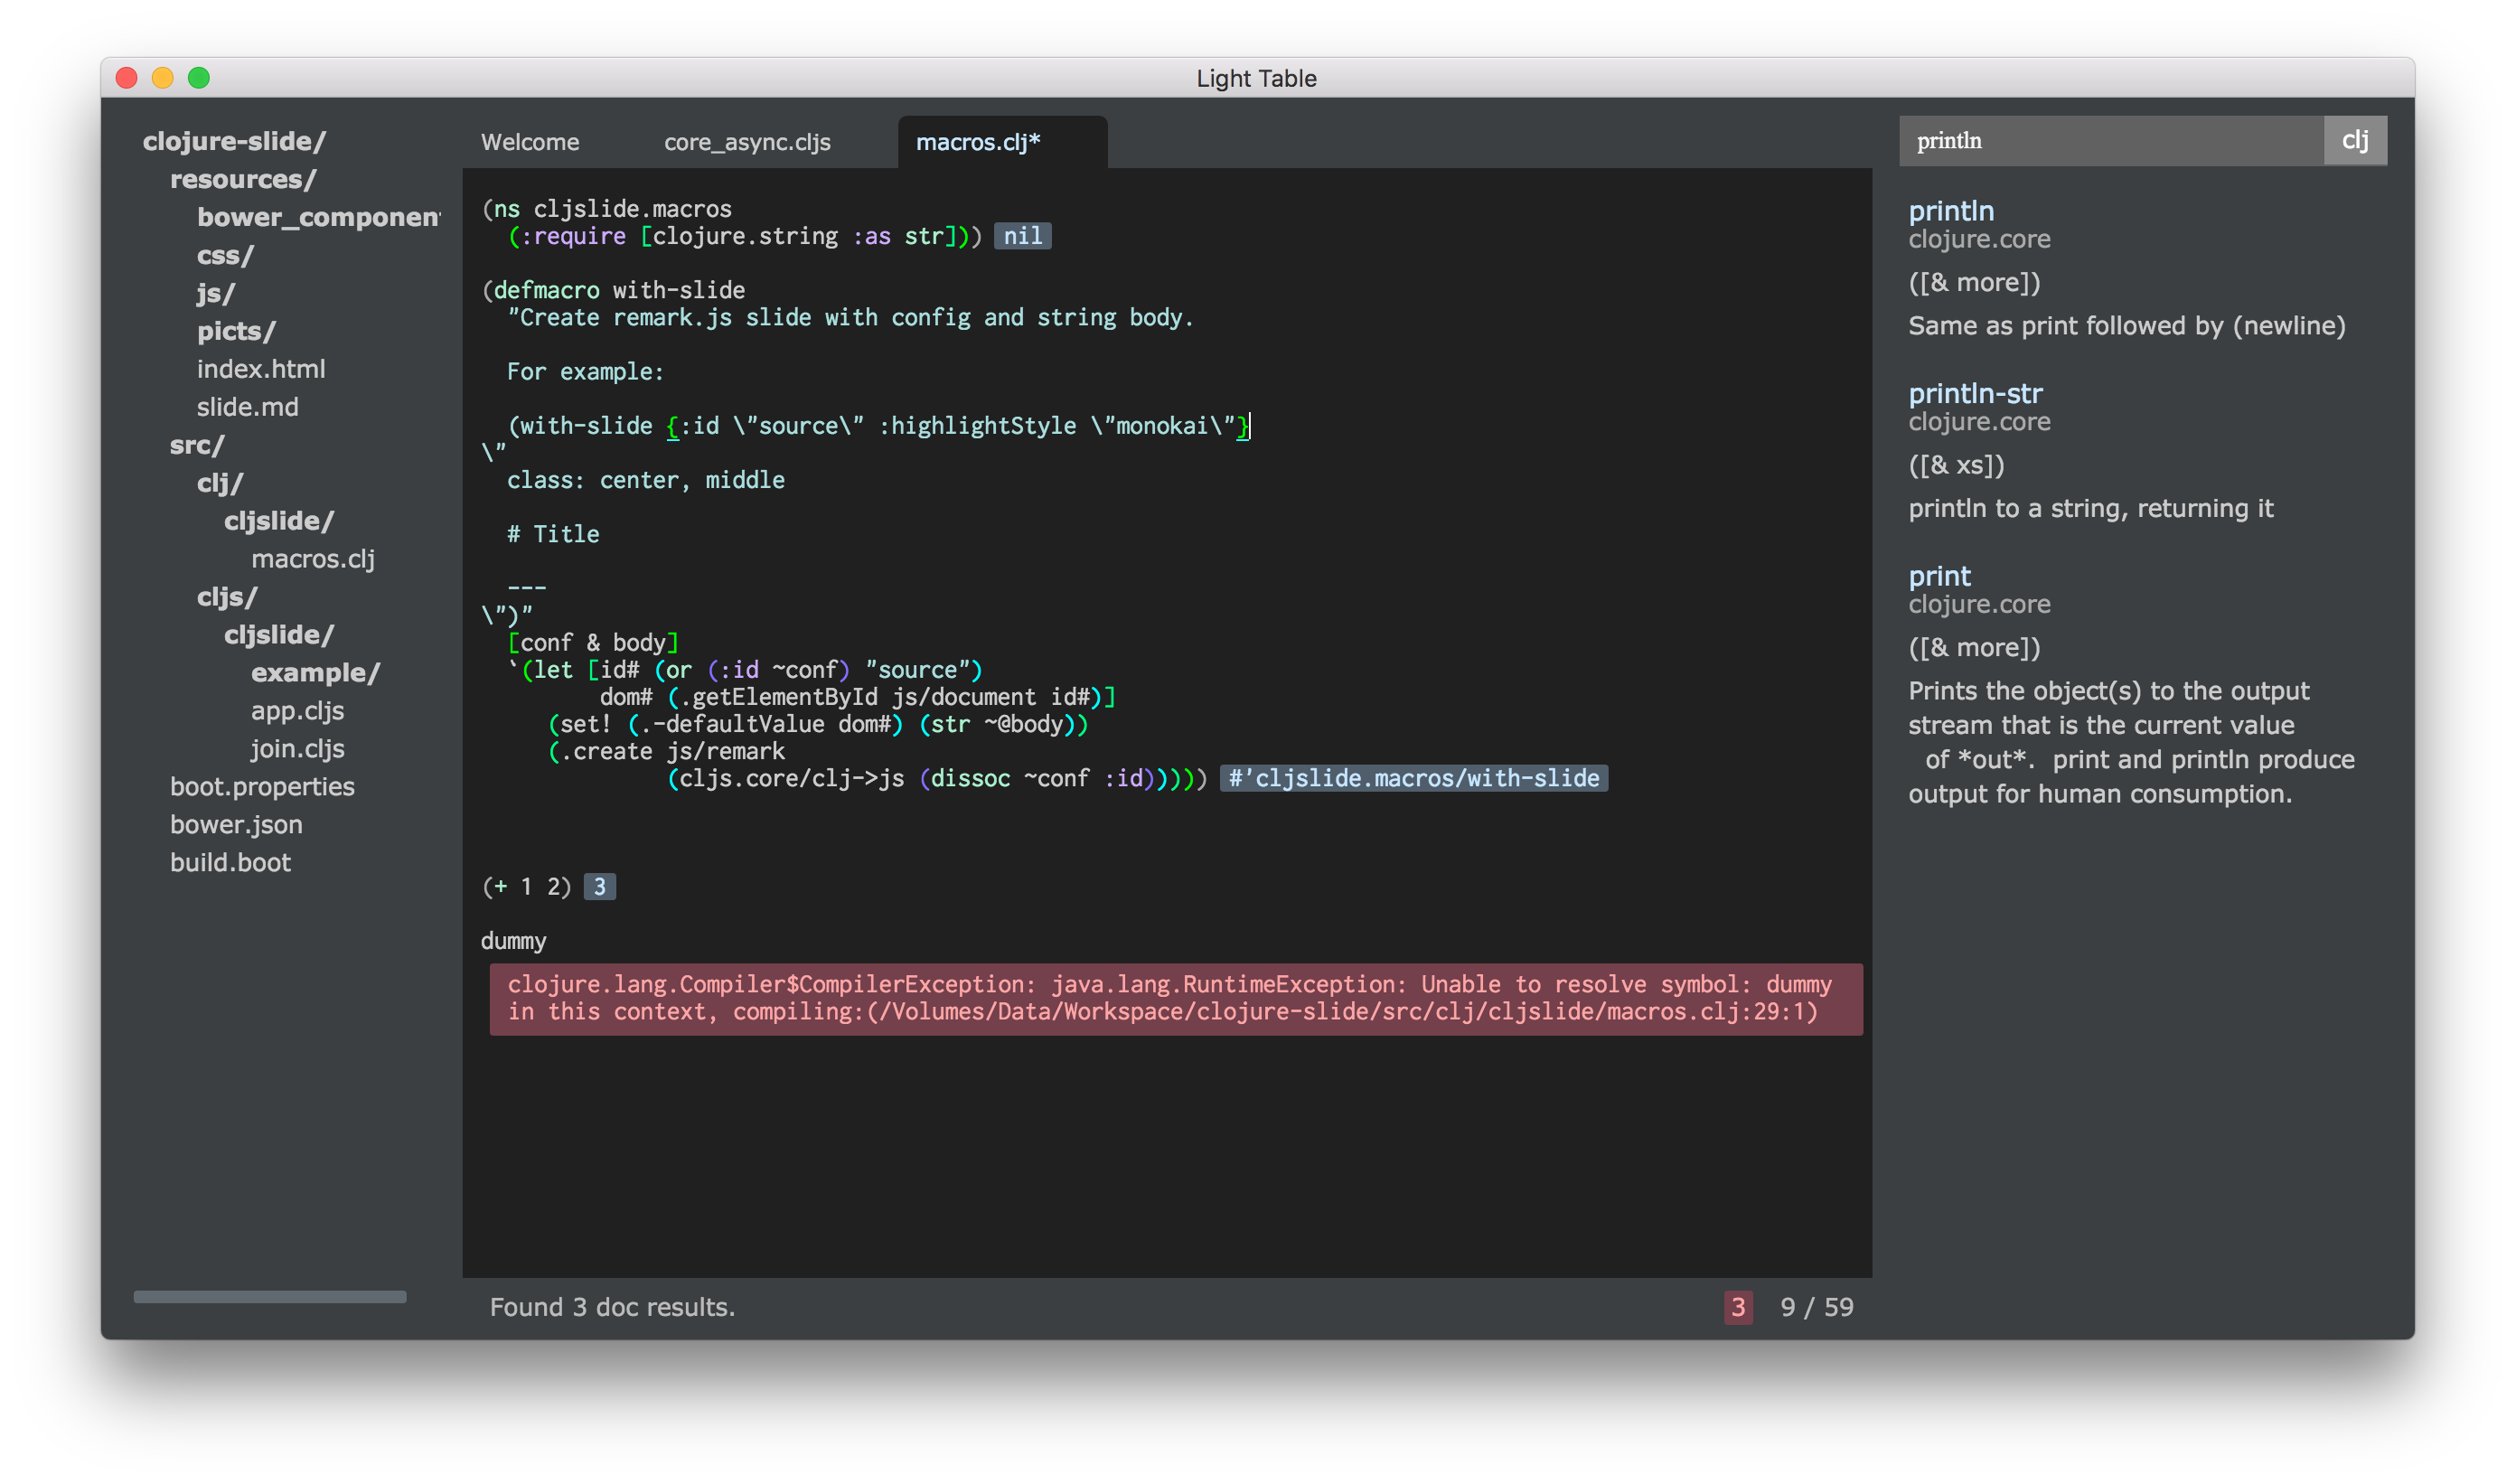 Light Table
clojure-slide/
resources/
bower_componen
css/
js/
picts/
index.html
slide.md
src/
clj/
cljslide/
macros.clj
cljs/
cljslide/
example/
app.cljs
join.cljs
boot.properties
bower.json
build.boot
Welcome core_async.cljs macros.clj*
(ns cljslide.macros
  (:require [clojure.string :as str])) nil
(defmacro with-slide
  "Create remark.js slide with config and string body.
  For example:
  (with-slide {:id \"source\" :highlightStyle \"monokai\"}
\"
  class: center, middle
  # Title
  ---
\")"
  [conf & body]
  `(let [id# (or (:id ~conf) "source")
         dom# (.getElementById js/document id#)]
     (set! (.-defaultValue dom#) (str ~@body))
     (.create js/remark
              (cljs.core/clj->js (dissoc ~conf :id))))) #'cljslide.macros/with-slide
(+ 1 2) 3
dummy
clojure.lang.Compiler$CompilerException: java.lang.RuntimeException: Unable to resolve symbol: dummy
in this context, compiling:(/Volumes/Data/Workspace/clojure-slide/src/clj/cljslide/macros.clj:29:1)
Found 3 doc results.
3 9 / 59
println clj
println
clojure.core
([& more])
Same as print followed by (newline)
println-str
clojure.core
([& xs])
println to a string, returning it
print
clojure.core
([& more])
Prints the object(s) to the output
stream that is the current value
  of *out*.  print and println produce
output for human consumption.